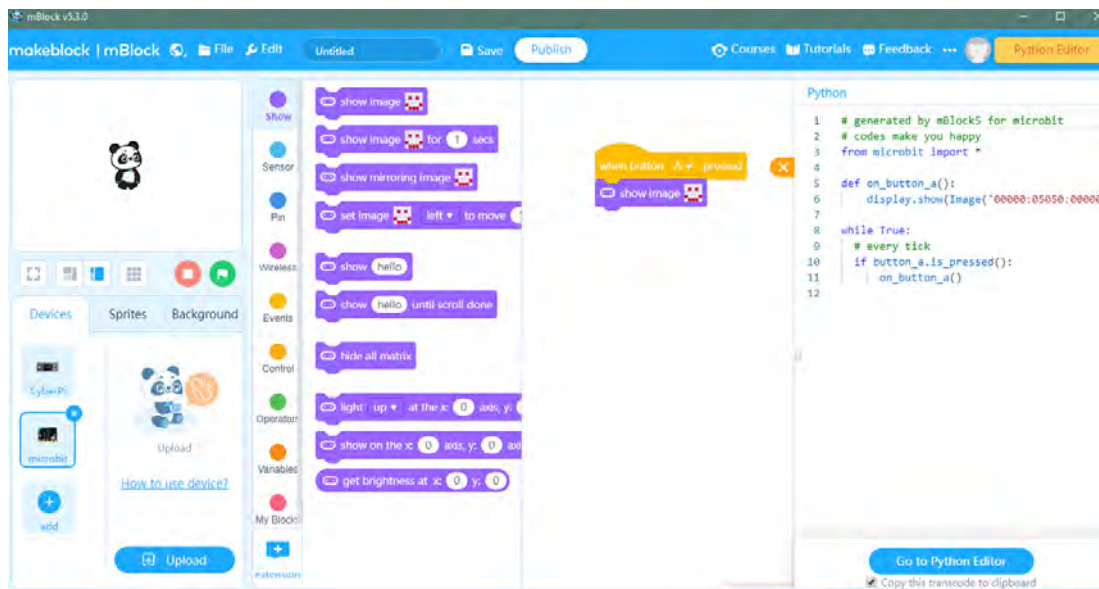 mBlock v5.3.0
makeblock | mBlock File Edit Untitled Save Publish Courses Tutorials Feedback Python Editor
Show
Sensor
Pin
Wireless
Events
Control
Operators
Variables
My Blocks
extension
show image
show image for 1 secs
show mirroring image
set image left to move
show hello
show hello until scroll done
hide all matrix
light up at the x: 0 axis, y:
show on the x: 0 axis, y: 0
get brightness at x: 0 y: 0
when button A pressed
show image
Python
1 # generated by mBlock5 for microbit
2 # codes make you happy
3 from microbit import *
4
5 def on_button_a():
6 display.show(Image('00000:05050:0000
7
8 while True:
9 # every tick
10 if button_a.is_pressed():
11 on_button_a()
12
Go to Python Editor
Copy this transcode to clipboard
Devices Sprites Background
CyberPi
microbit
add
Upload
How to use device?
Upload